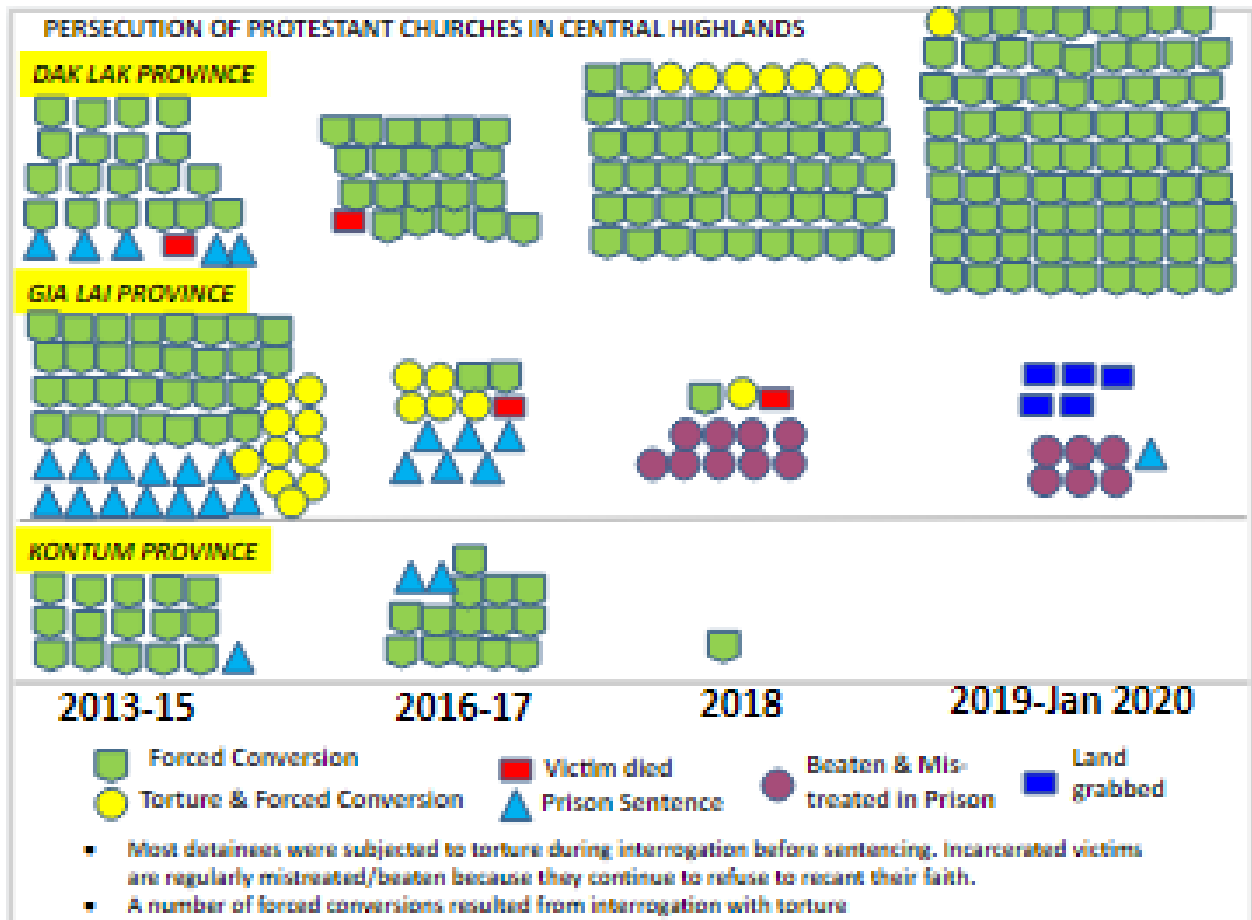 PERSECUTION OF PROTESTANT CHURCHES IN CENTRAL HIGHLANDS
DAK LAK PROVINCE
GIA LAI PROVINCE
KONTUM PROVINCE
2013-15
2016-17
2018
2019-Jan 2020
Forced Conversion
Torture & Forced Conversion
Victim died
Prison Sentence
Beaten & Mis-
treated in Prison
Land
grabbed
• Most detainees were subjected to torture during interrogation before sentencing. Incarcerated victims
are regularly mistreated/beaten because they continue to refuse to recant their faith.
• A number of forced conversions resulted from interrogation with torture